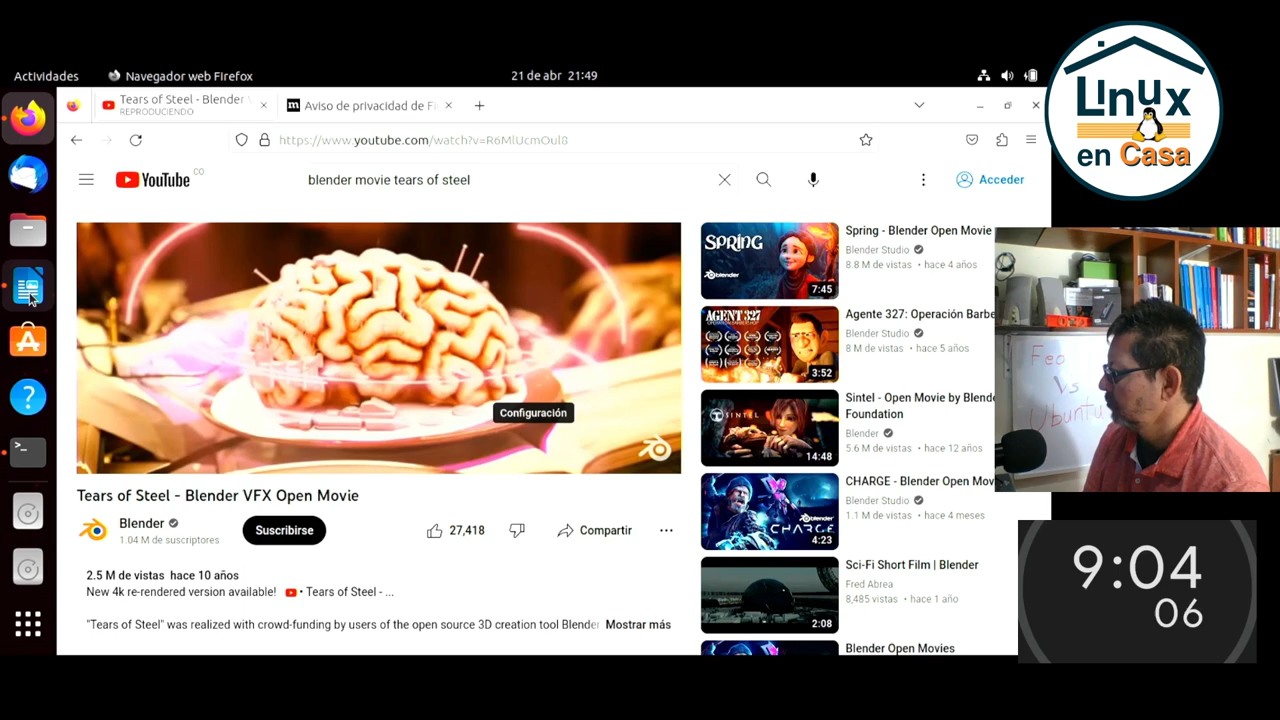 Actividades
Navegador web Firefox
21 de abr 21:49
Tears of Steel - Blender
REPRODUCIENDO
Aviso de privacidad de Fi
https://www.youtube.com/watch?v=R6MlUcmOul8
YouTube CO
blender movie tears of steel
Acceder
Configuración
Tears of Steel - Blender VFX Open Movie
Blender
1.04 M de suscriptores
Suscribirse
27,418
Compartir
2.5 M de vistas hace 10 años
New 4k re-rendered version available! • Tears of Steel - ...
"Tears of Steel" was realized with crowd-funding by users of the open source 3D creation tool Blender Mostrar más
SPRING
blender
7:45
Spring - Blender Open Movie
Blender Studio
8.8 M de vistas • hace 4 años
AGENT 327
3:52
Agente 327: Operación Barbe
Blender Studio
8 M de vistas • hace 5 años
SINTEL
14:48
Sintel - Open Movie by Blende
Foundation
Blender
5.6 M de vistas • hace 12 años
blender
CHARGE
4:23
CHARGE - Blender Open Mov
Blender Studio
1.1 M de vistas • hace 4 meses
2:08
Sci-Fi Short Film | Blender
Fred Abrea
8,485 vistas • hace 1 año
Blender Open Movies
Linux
en Casa
Feo
Vs
Ubuntu
9:04
06